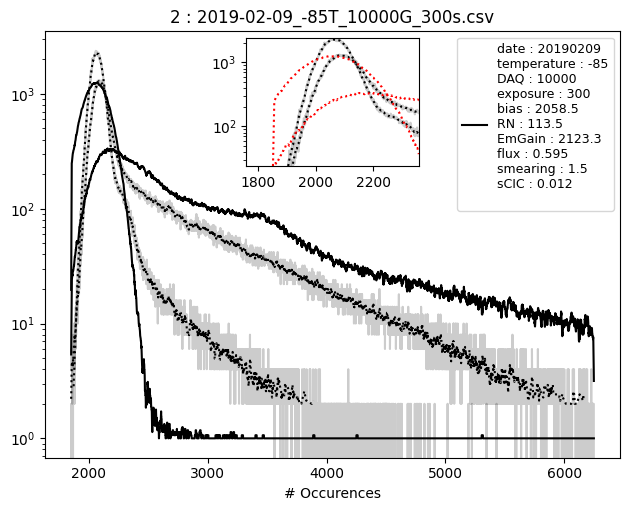 2 : 2019-02-09_-85T_10000G_300s.csv
10³
10²
10¹
10⁰
10³
10²
1800 2000 2200
date : 20190209
temperature : -85
DAQ : 10000
exposure : 300
bias : 2058.5
RN : 113.5
EmGain : 2123.3
flux : 0.595
smearing : 1.5
sCIC : 0.012
2000 3000 4000 5000 6000
# Occurences